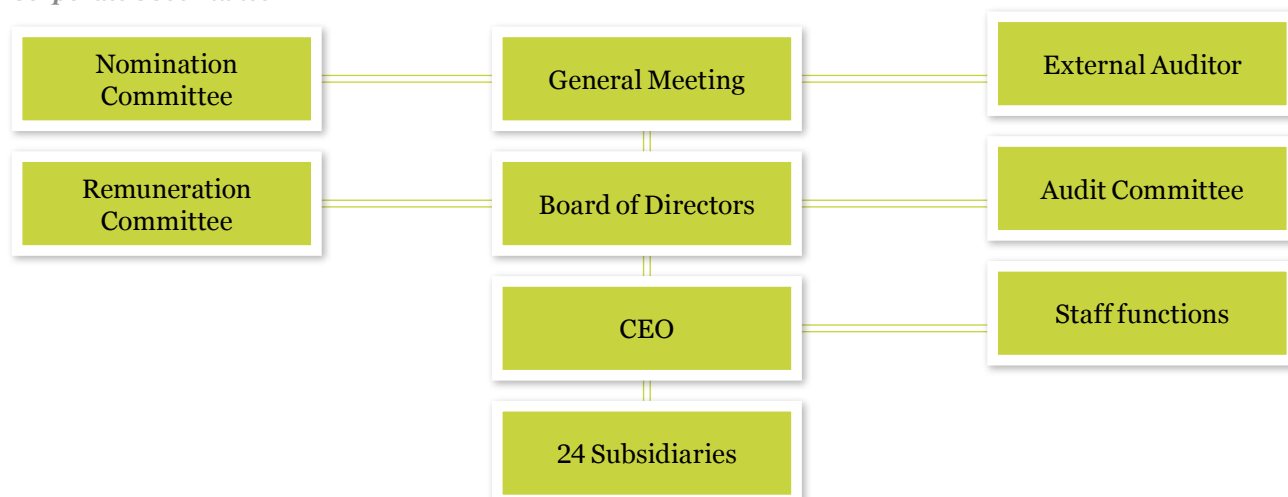 Nomination
Committee
General Meeting
External Auditor
Remuneration
Committee
Board of Directors
Audit Committee
CEO
Staff functions
24 Subsidiaries